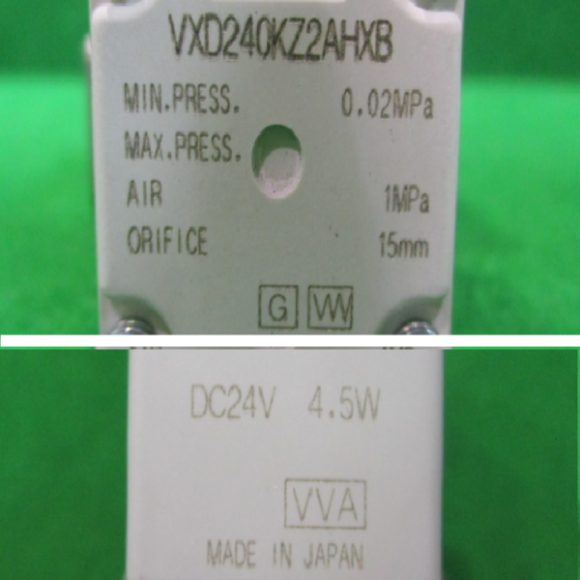 VXD240KZ2AHXB
MIN.PRESS. 0.02MPa
MAX.PRESS.
AIR 1MPa
ORIFICE 15mm
G VW
DC24V 4.5W
VVA
MADE IN JAPAN